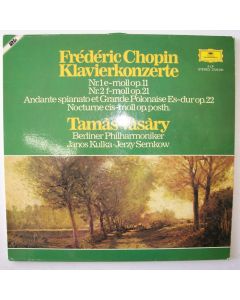 Frédéric Chopin
Klavierkonzerte
Nr.1 e-moll op.11
Nr.2 f-moll op.21
Andante spianato et Grande Polonaise Es-dur op.22
Nocturne cis-moll op. posth.
Tamás Vásáry
Berliner Philharmoniker
Janos Kulka · Jerzy Semkow